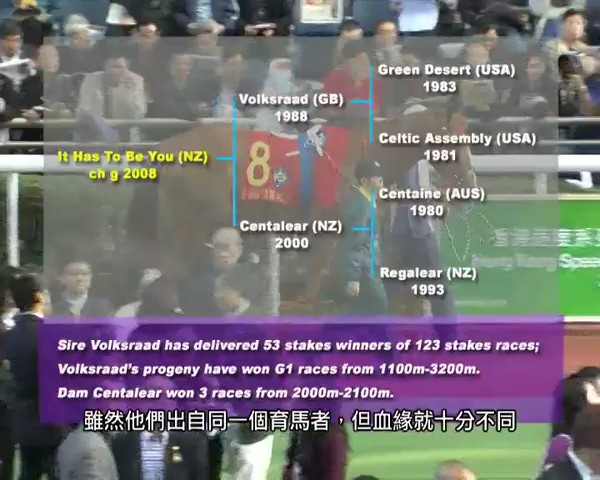 Green Desert (USA)
1983
Volksraad (GB)
1988
Celtic Assembly (USA)
1981
It Has To Be You (NZ)
ch g 2008
8
Centaine (AUS)
1980
Centalear (NZ)
2000
Regalear (NZ)
1993
Hong Kong Spee
Sire Volksraad has delivered 53 stakes winners of 123 stakes races;
Volksraad's progeny have won G1 races from 1100m-3200m.
Dam Centalear won 3 races from 2000m-2100m.
雖然他們出自同一個育馬者，但血緣就十分不同